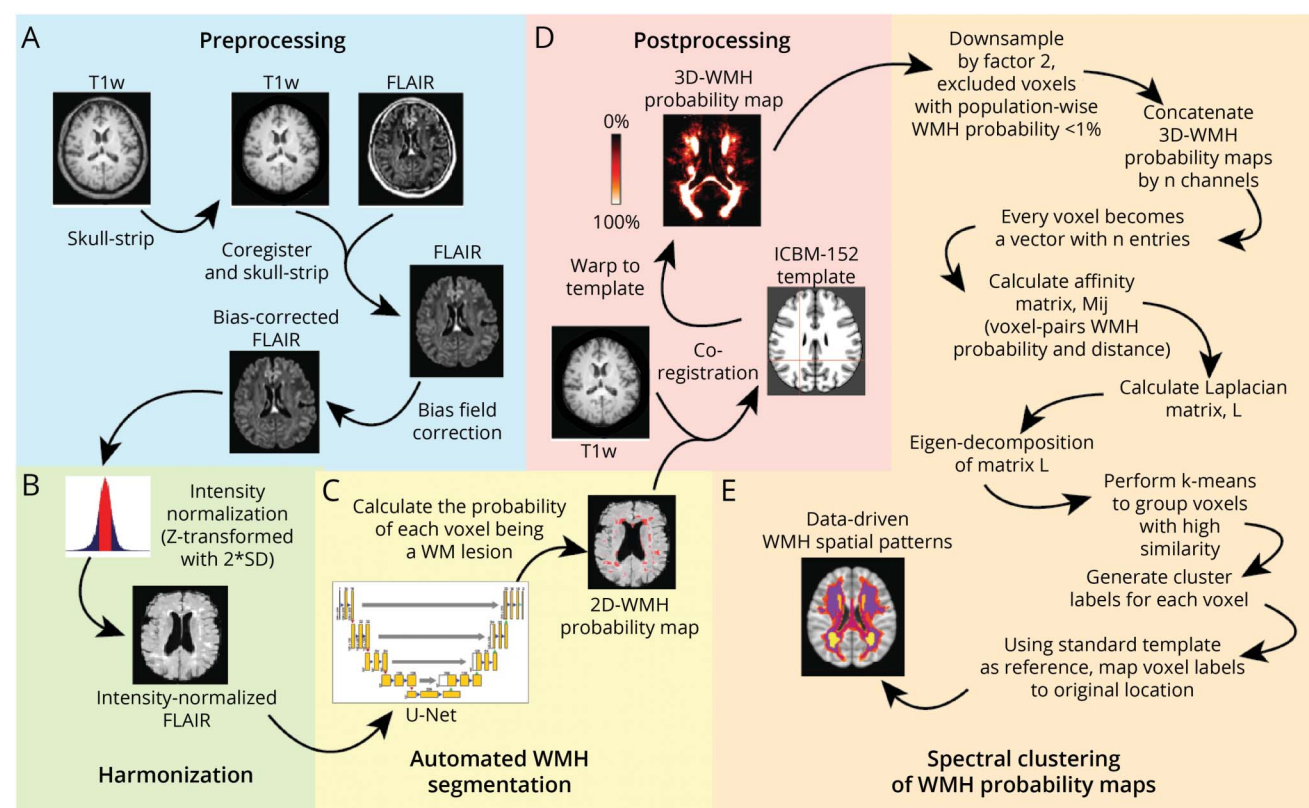 A
Preprocessing
T1w
T1w
FLAIR
Skull-strip
Coregister
and skull-strip
FLAIR
Bias-corrected
FLAIR
Bias field
correction
B
Intensity
normalization
(Z-transformed
with 2*SD)
Intensity-normalized
FLAIR
Harmonization
C
Calculate the probability
of each voxel being
a WM lesion
2D-WMH
probability map
U-Net
Automated WMH
segmentation
D
Postprocessing
3D-WMH
probability map
0%
100%
Warp to
template
ICBM-152
template
Co-
registration
T1w
E
Downsample
by factor 2,
excluded voxels
with population-wise
WMH probability <1%
Concatenate
3D-WMH
probability maps
by n channels
Every voxel becomes
a vector with n entries
Calculate affinity
matrix, Mij
(voxel-pairs WMH
probability and distance)
Calculate Laplacian
matrix, L
Eigen-decomposition
of matrix L
Perform k-means
to group voxels
with high
similarity
Generate cluster
labels for each voxel
Using standard template
as reference, map voxel labels
to original location
Data-driven
WMH spatial patterns
Spectral clustering
of WMH probability maps